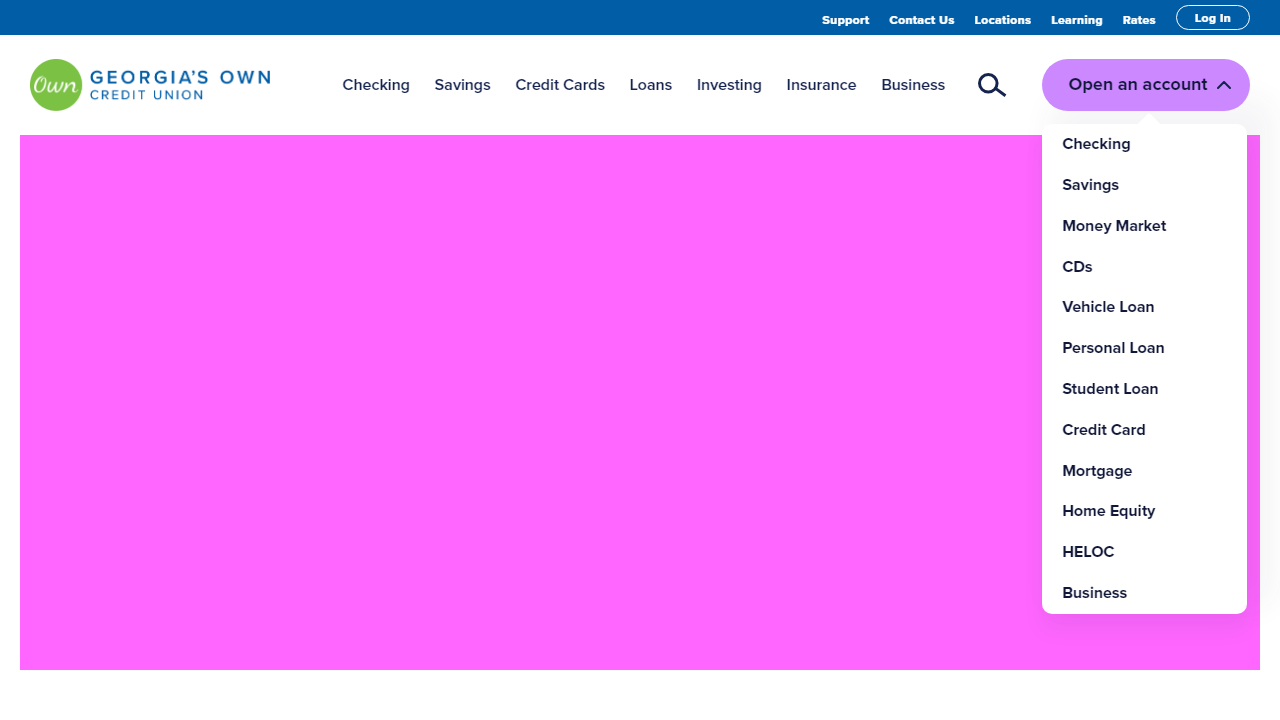 Support Contact Us Locations Learning Rates Log In
Own GEORGIA'S OWN
CREDIT UNION
Checking Savings Credit Cards Loans Investing Insurance Business
Open an account
Checking
Savings
Money Market
CDs
Vehicle Loan
Personal Loan
Student Loan
Credit Card
Mortgage
Home Equity
HELOC
Business